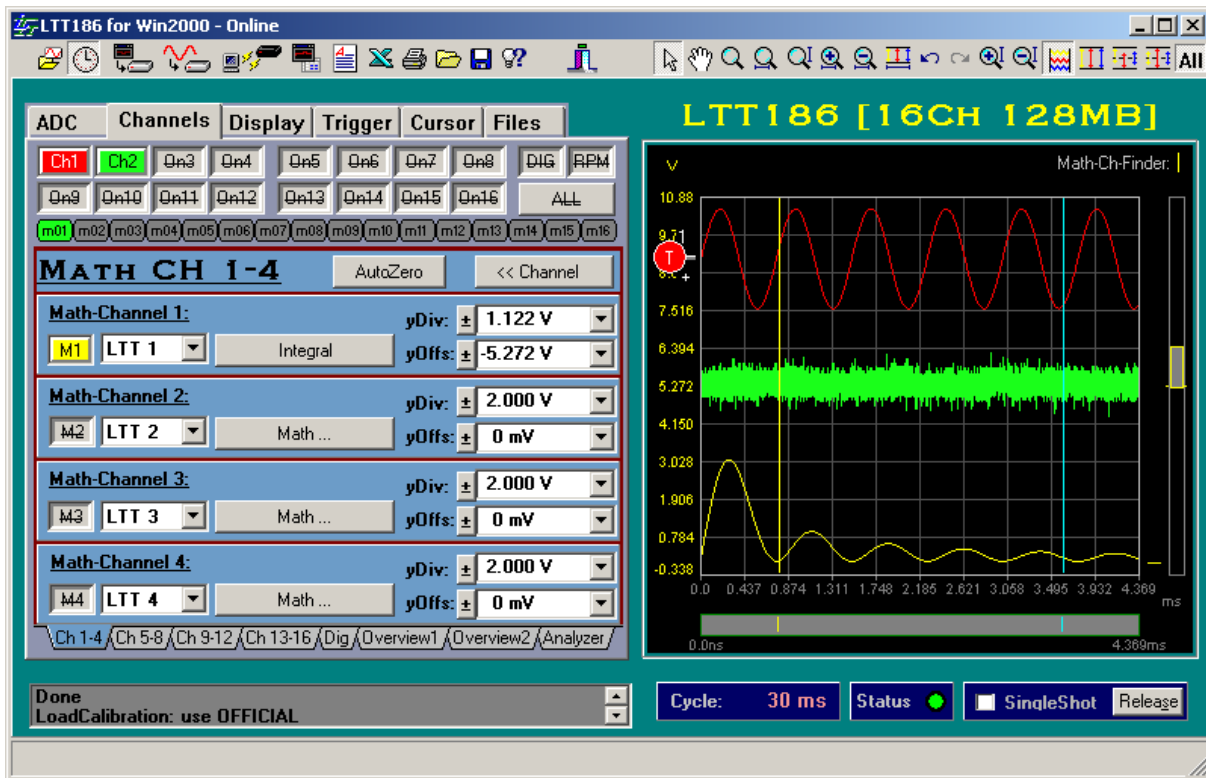 LTT186 for Win2000 - Online
All
ADC Channels Display Trigger Cursor Files
Ch1 Ch2 On3 On4 On5 On6 On7 On8 DIG RPM
On9 On10 On11 On12 On13 On14 On15 On16 ALL
m01 m02 m03 m04 m05 m06 m07 m08 m09 m10 m11 m12 m13 m14 m15 m16
MATH CH 1-4 AutoZero << Channel
Math-Channel 1:
yDiv: ± 1.122 V
M1 LTT 1 Integral yOffs: ± -5.272 V
Math-Channel 2:
yDiv: ± 2.000 V
M2 LTT 2 Math ... yOffs: ± 0 mV
Math-Channel 3:
yDiv: ± 2.000 V
M3 LTT 3 Math ... yOffs: ± 0 mV
Math-Channel 4:
yDiv: ± 2.000 V
M4 LTT 4 Math ... yOffs: ± 0 mV
Ch 1-4 Ch 5-8 Ch 9-12 Ch 13-16 Dig Overview1 Overview2 Analyzer
LTT186 [16CH 128MB]
V Math-Ch-Finder:
10.88
T 1
+
7.516
6.394
5.272
4.150
3.028
1.906
0.784
-0.338
0.0 0.437 0.874 1.311 1.748 2.185 2.621 3.058 3.495 3.932 4.369
ms
0.0ns 4.369ms
Done
LoadCalibration: use OFFICIAL
Cycle: 30 ms Status SingleShot Release